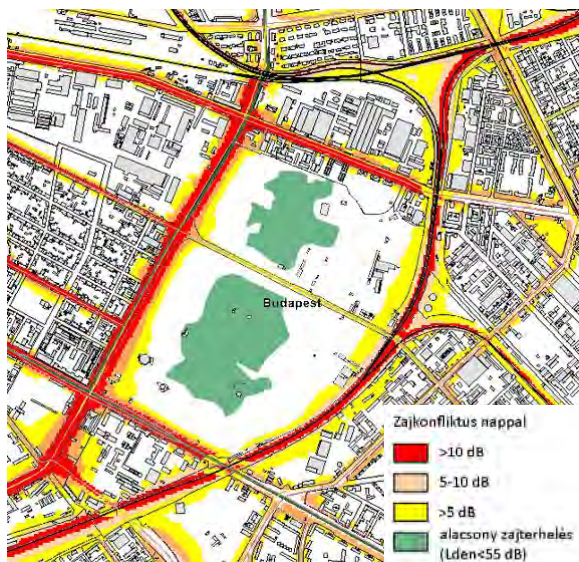 Budapest
Zajkonfliktus nappal
>10 dB
5-10 dB
>5 dB
alacsony zajterhelés
(Lden<55 dB)